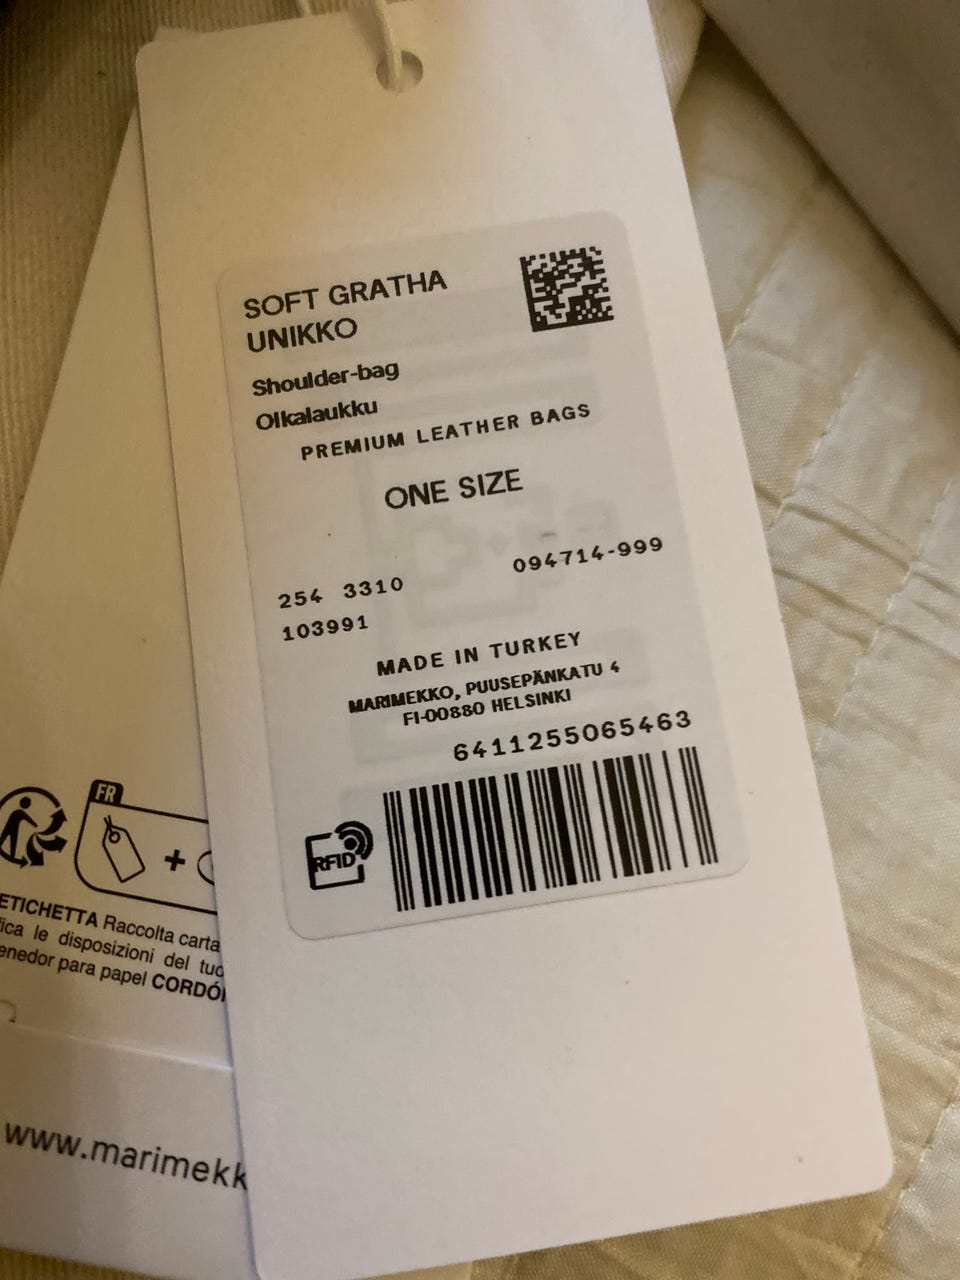 SOFT GRATHA
UNIKKO
Shoulder-bag
Olkalaukku
PREMIUM LEATHER BAGS
ONE SIZE
254 3310
094714-999
103991
MADE IN TURKEY
MARIMEKKO, PUUSEPÄNKATU 4
FI-00880 HELSINKI
6411255065463
RFID
FR
+
ETICHETTA Raccolta carta
fica le disposizioni del tuo
enedor para papel CORDÓ
www.marimekk